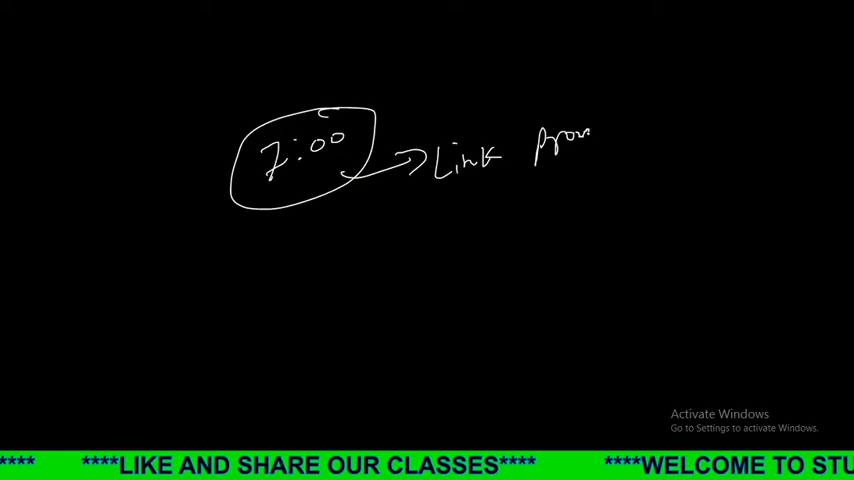 7:00 Link
Activate Windows
Go to Settings to activate Windows.
**** ****LIKE AND SHARE OUR CLASSES**** ****WELCOME TO STU